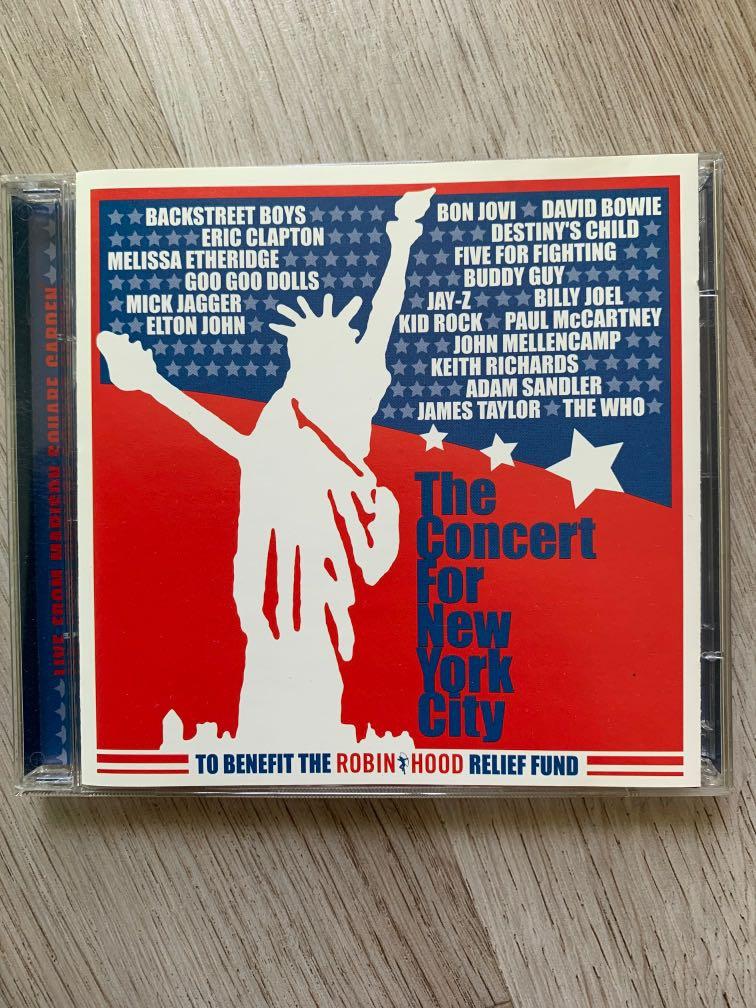 BACKSTREET BOYS
ERIC CLAPTON
MELISSA ETHERIDGE
GOO GOO DOLLS
MICK JAGGER
ELTON JOHN
BON JOVI ★ DAVID BOWIE
DESTINY'S CHILD
FIVE FOR FIGHTING
BUDDY GUY
JAY-Z ★ BILLY JOEL
KID ROCK ★ PAUL McCARTNEY
JOHN MELLENCAMP
KEITH RICHARDS
ADAM SANDLER
JAMES TAYLOR ★ THE WHO
The
Concert
For
New
York
City
TO BENEFIT THE ROBIN HOOD RELIEF FUND
LIVE FROM MADISON SQUARE GARDEN